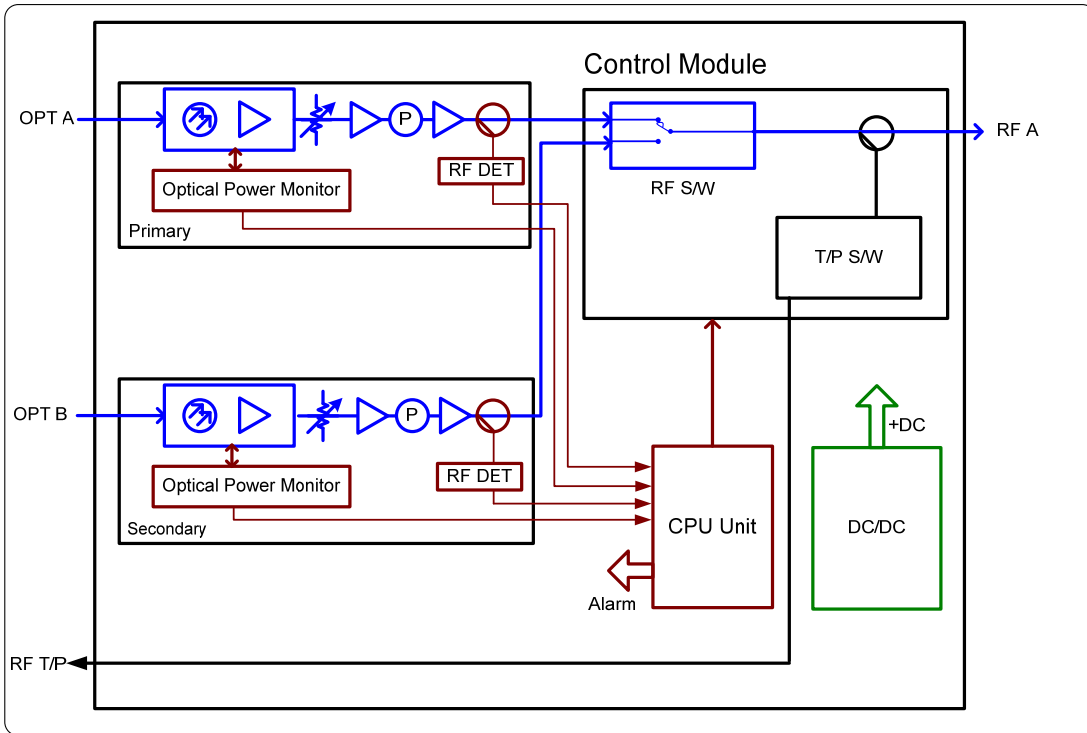 Control Module
OPT A
P
RF DET
Optical Power Monitor
Primary
RF S/W
RF A
T/P S/W
OPT B
P
RF DET
Optical Power Monitor
Secondary
CPU Unit
Alarm
+DC
DC/DC
RF T/P